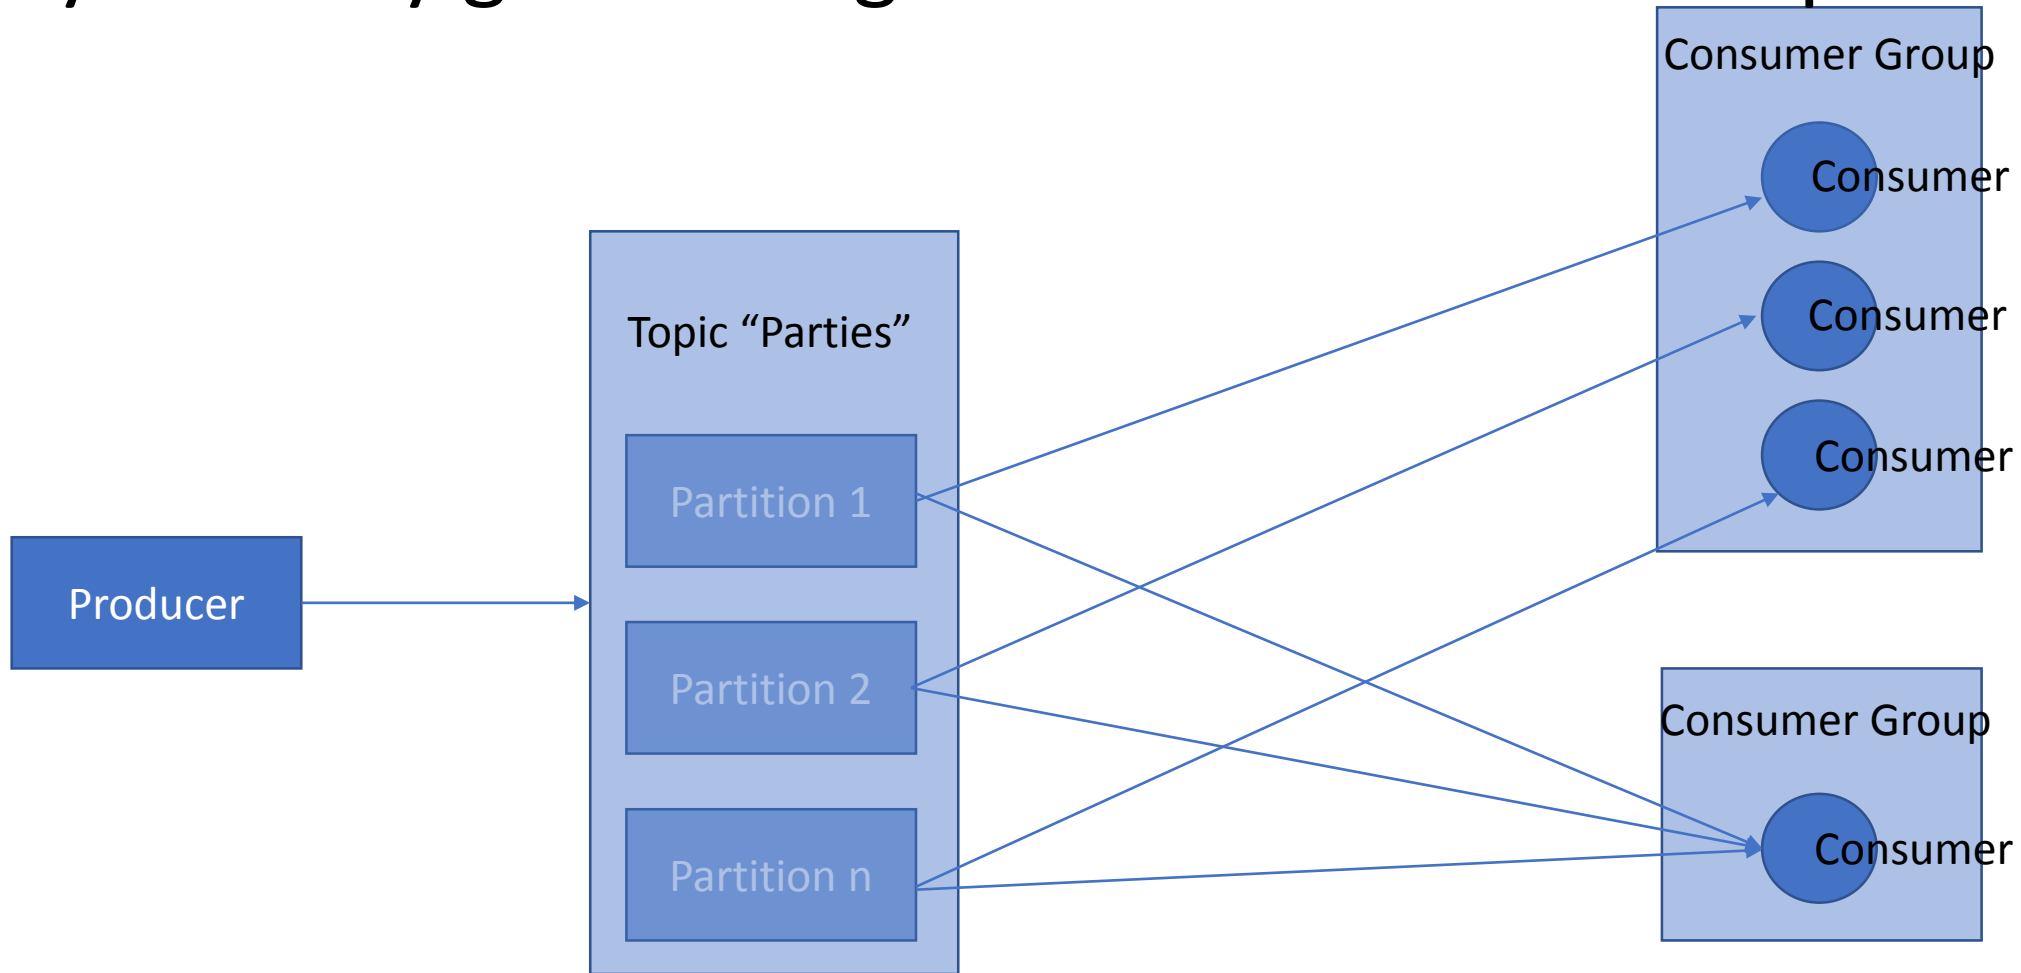 Consumer Group
Consumer
Consumer
Consumer
Topic “Parties”
Partition 1
Producer
Partition 2
Partition n
Consumer Group
Consumer